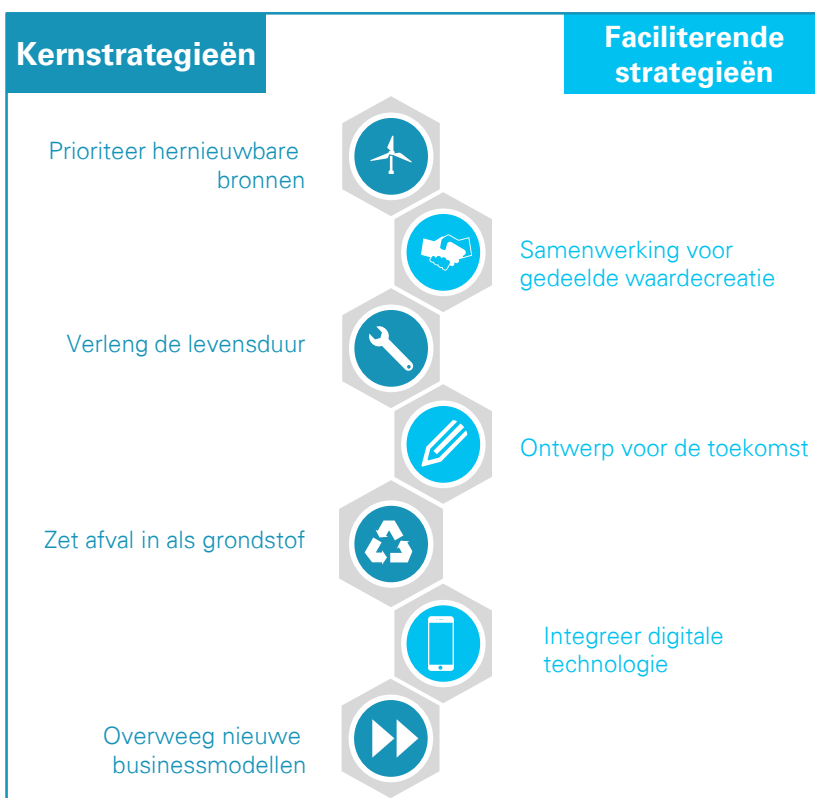 Kernstrategieën
Faciliterende
strategieën
Prioriteer hernieuwbare
bronnen
Samenwerking voor
gedeelde waardecreatie
Verleng de levensduur
Ontwerp voor de toekomst
Zet afval in als grondstof
Integreer digitale
technologie
Overweeg nieuwe
businessmodellen